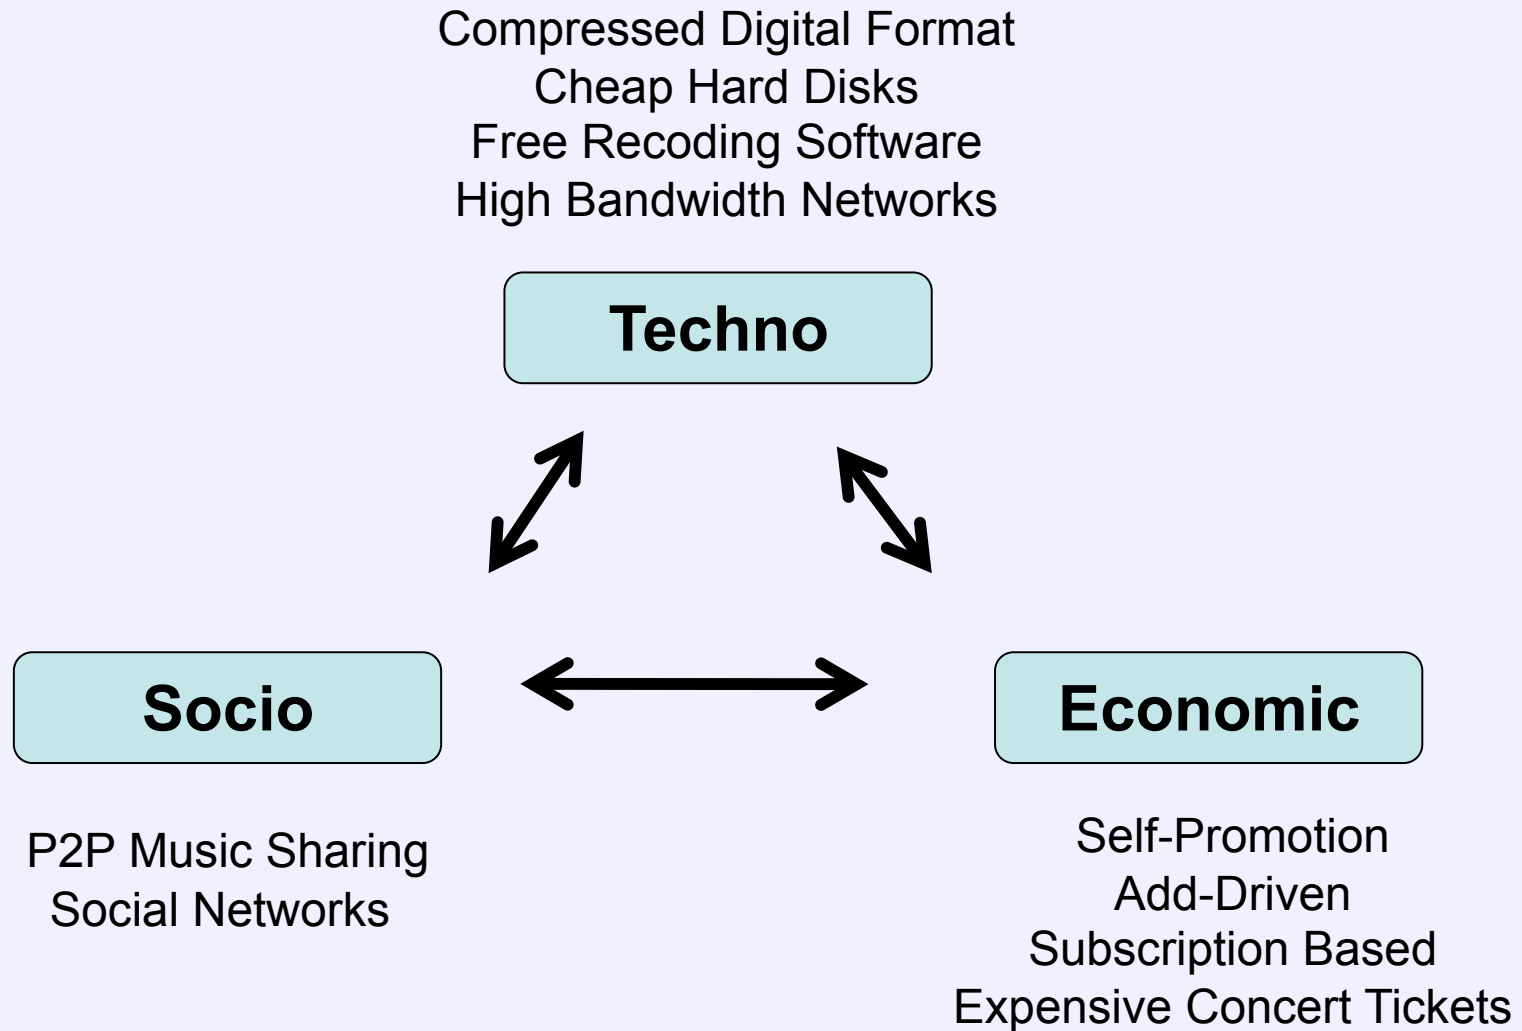 Compressed Digital Format
Cheap Hard Disks
Free Recoding Software
High Bandwidth Networks
Techno
Socio
Economic
P2P Music Sharing
Social Networks
Self-Promotion
Add-Driven
Subscription Based
Expensive Concert Tickets